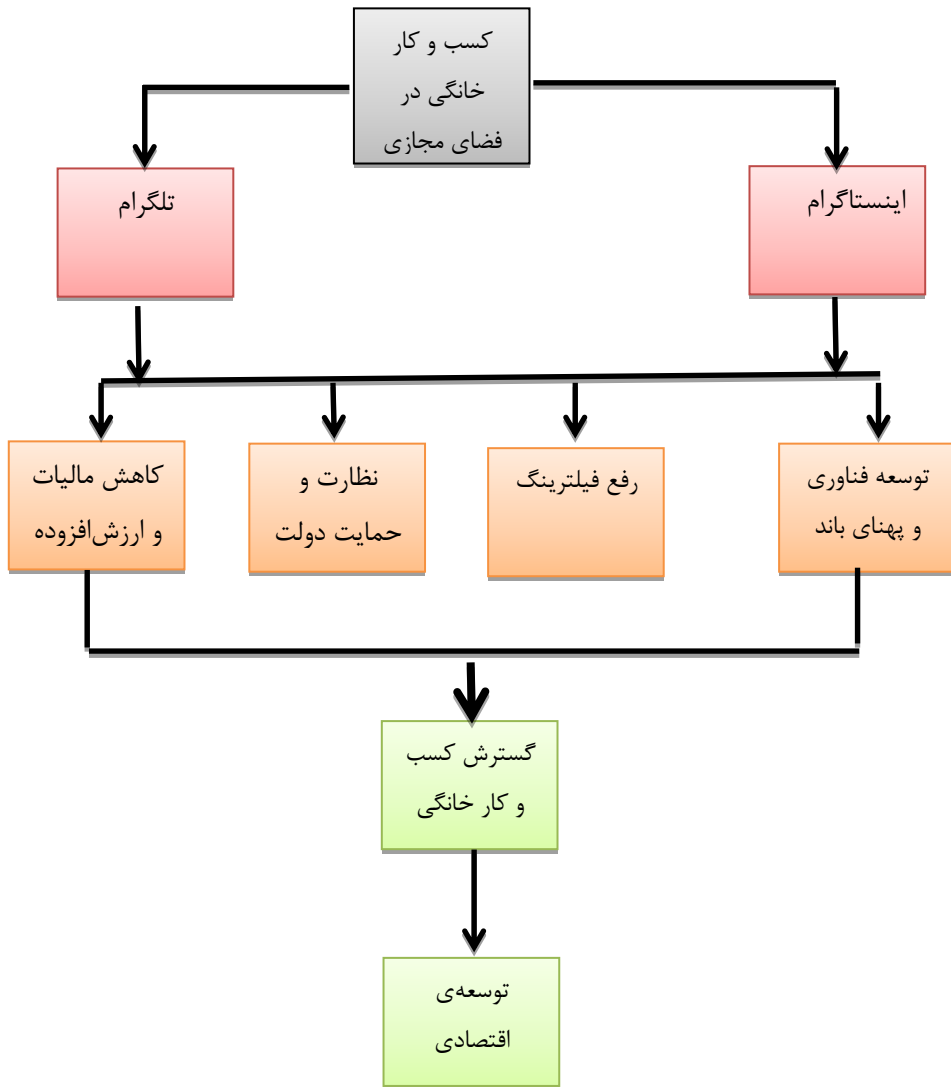 کسب و کار
خانگی در
فضای مجازی
اینستاگرام
تلگرام
توسعه فناوری
و پهنای باند
رفع فیلترینگ
نظارت و
حمایت دولت
کاهش مالیات
و ارزش‌افزوده
گسترش کسب
و کار خانگی
توسعه‌ی
اقتصادی